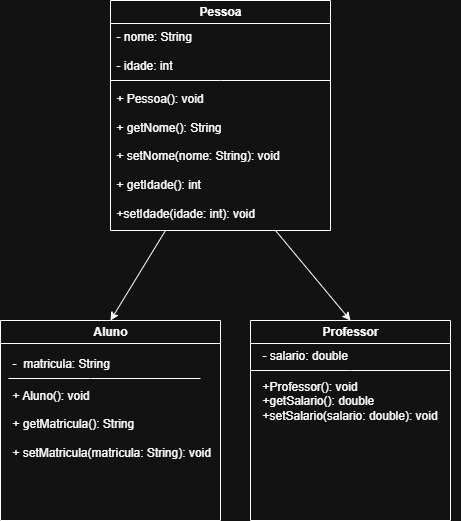 Pessoa
- nome: String
- idade: int
+ Pessoa(): void
+ getNome(): String
+ setNome(nome: String): void
+ getIdade(): int
+setIdade(idade: int): void
Aluno
- matricula: String
+ Aluno(): void
+ getMatricula(): String
+ setMatricula(matricula: String): void
Professor
- salario: double
+Professor(): void
+getSalario(): double
+setSalario(salario: double): void